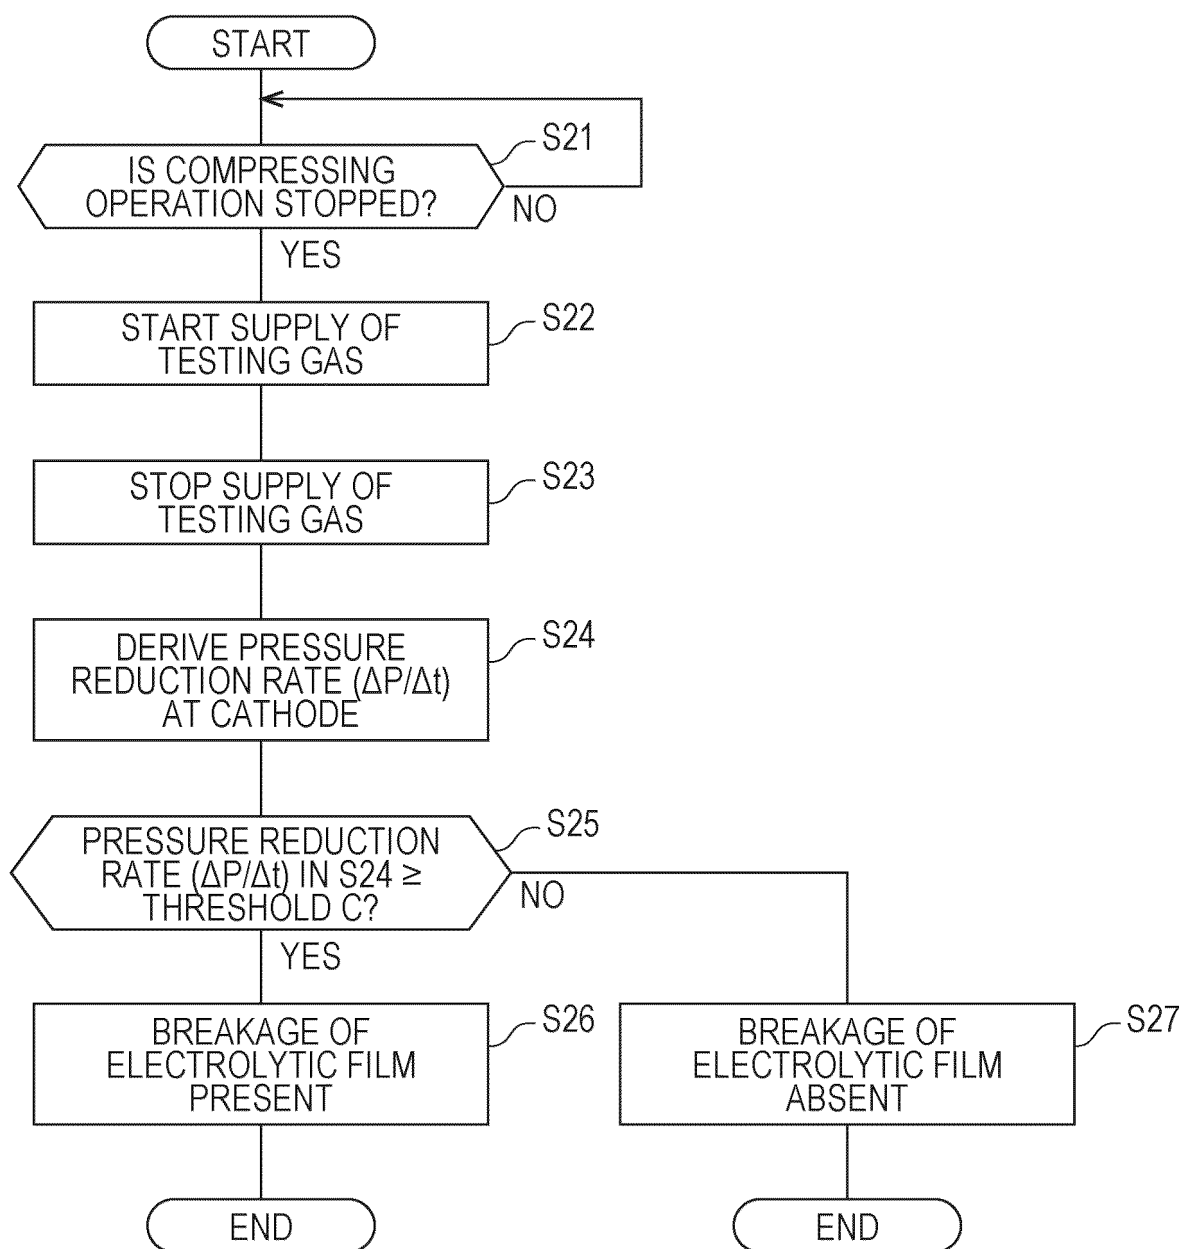 START
S21
IS COMPRESSING
OPERATION STOPPED?
NO
YES
S22
START SUPPLY OF
TESTING GAS
S23
STOP SUPPLY OF
TESTING GAS
S24
DERIVE PRESSURE
REDUCTION RATE (ΔP/Δt)
AT CATHODE
S25
PRESSURE REDUCTION
RATE (ΔP/Δt) IN S24 ≥
THRESHOLD C?
NO
YES
S26
BREAKAGE OF
ELECTROLYTIC FILM
PRESENT
S27
BREAKAGE OF
ELECTROLYTIC FILM
ABSENT
END
END